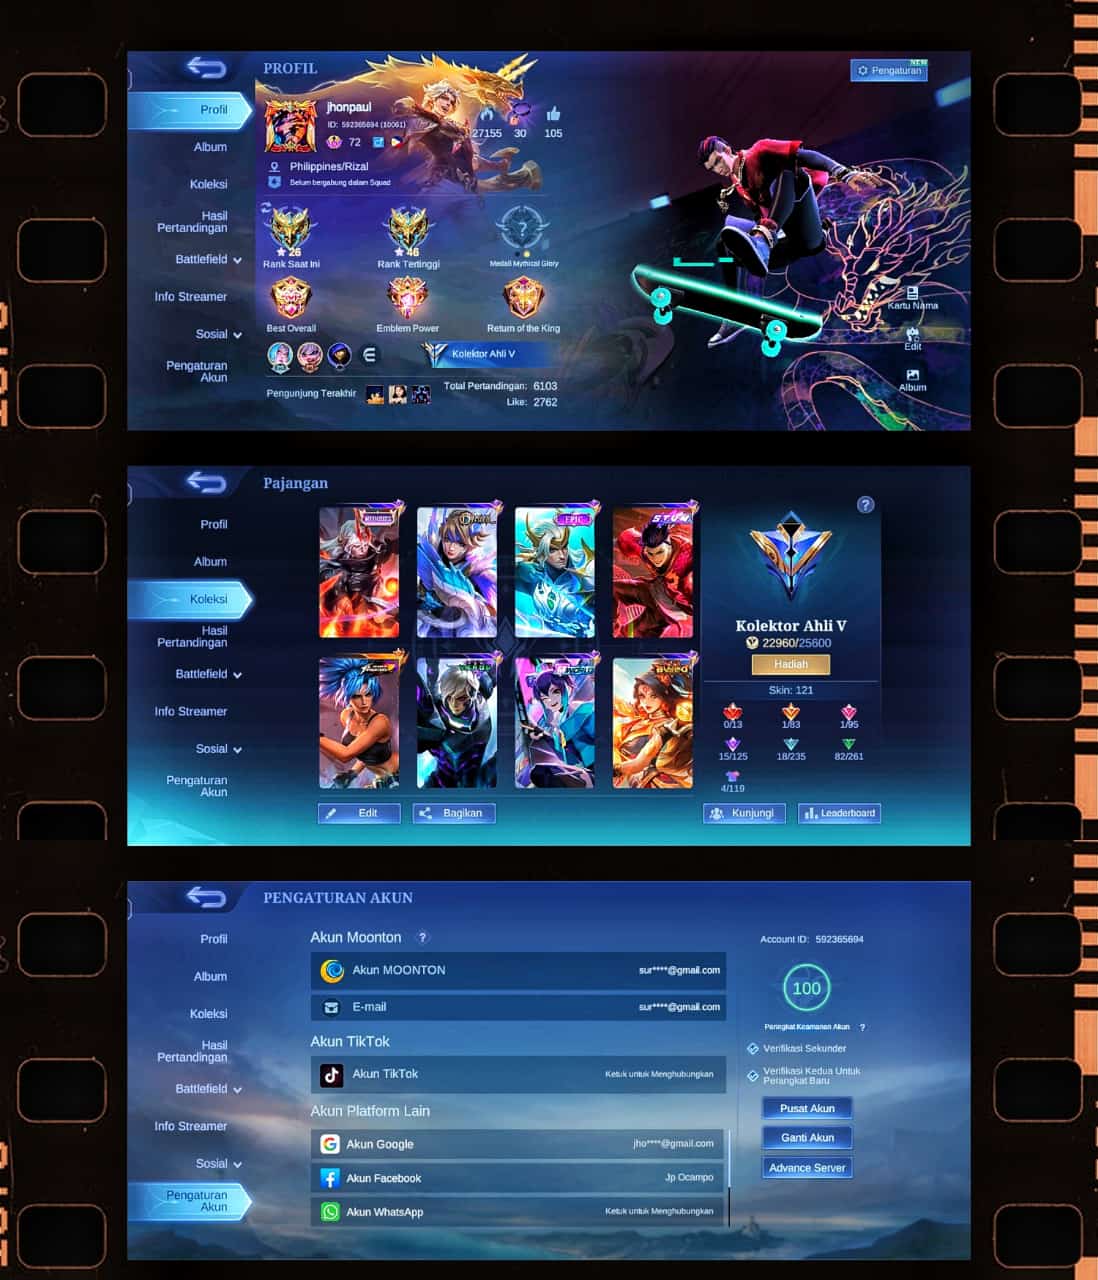 PROFIL
NEW
Pengaturan
Profil
Album
Koleksi
Hasil
Pertandingan
Battlefield
Info Streamer
Sosial
Pengaturan
Akun
jhonpaul
ID: 592365694 (10061)
72
27155
30
105
Philippines/Rizal
Belum bergabung dalam Squad
26
Rank Saat Ini
46
Rank Tertinggi
?
Medali Mythical Glory
Best Overall
Emblem Power
Return of the King
Kolektor Ahli V
Pengunjung Terakhir
Total Pertandingan: 6103
Like: 2762
Kartu Nama
Edit
Album
Pajangan
Profil
Album
Koleksi
Hasil
Pertandingan
Battlefield
Info Streamer
Sosial
Pengaturan
Akun
EPIC
S.T.U.N
?
Kolektor Ahli V
22960/25600
Hadiah
Skin: 121
0/13
1/83
1/95
15/125
18/235
82/261
4/119
Edit
Bagikan
Kunjungi
Leaderboard
PENGATURAN AKUN
Profil
Album
Koleksi
Hasil
Pertandingan
Battlefield
Info Streamer
Sosial
Pengaturan
Akun
Akun Moonton ?
Akun MOONTON
sur****@gmail.com
E-mail
sur****@gmail.com
Akun TikTok
Akun TikTok
Ketuk untuk Menghubungkan
Akun Platform Lain
Akun Google
jho****@gmail.com
Akun Facebook
Jp Ocampo
Akun WhatsApp
Ketuk untuk Menghubungkan
Account ID: 592365694
100
Peringkat Keamanan Akun ?
Verifikasi Sekunder
Verifikasi Kedua Untuk
Perangkat Baru
Pusat Akun
Ganti Akun
Advance Server